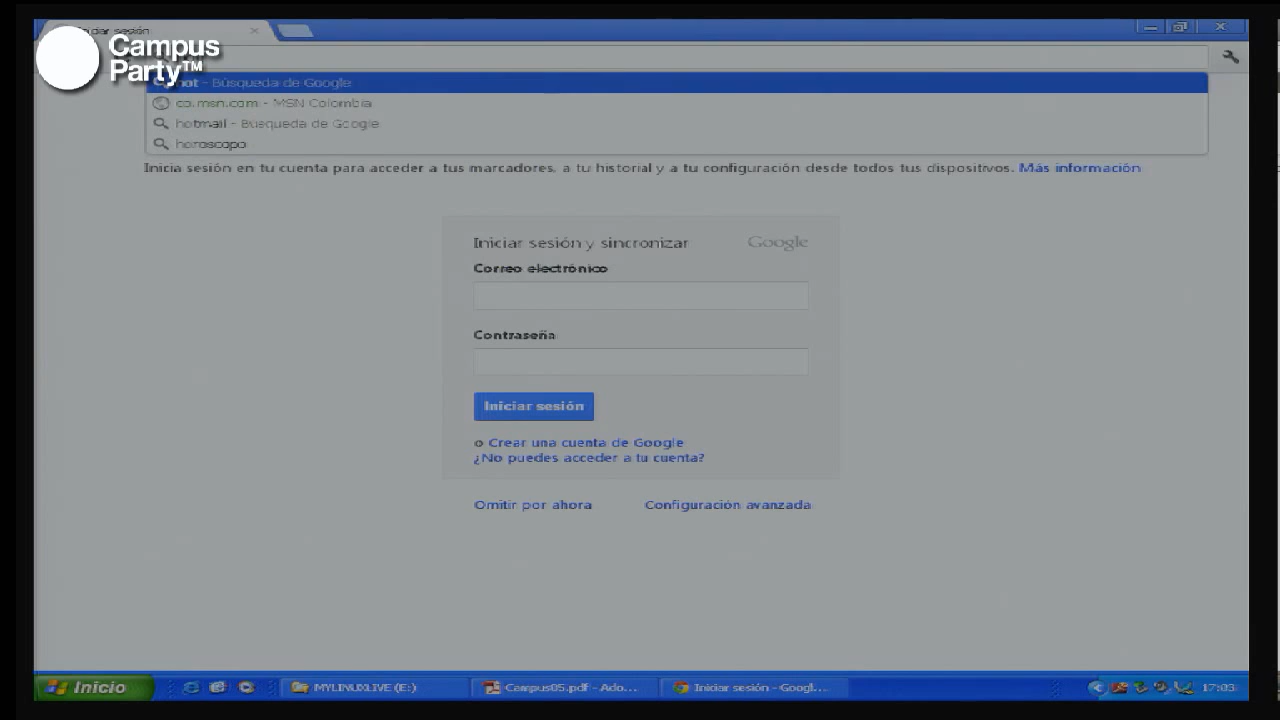 Iniciar sesión
Campus
Party™
hot - Búsqueda de Google
co.msn.com - MSN Colombia
hotmail - Búsqueda de Google
horoscopo
Inicia sesión en tu cuenta para acceder a tus marcadores, a tu historial y a tu configuración desde todos tus dispositivos. Más información
Iniciar sesión y sincronizar Google
Correo electrónico
Contraseña
Iniciar sesión
o Crear una cuenta de Google
¿No puedes acceder a tu cuenta?
Omitir por ahora Configuración avanzada
Inicio MYLINUXLIVE (E:) Campus05.pdf - Ado... Iniciar sesión - Googl... 17:03